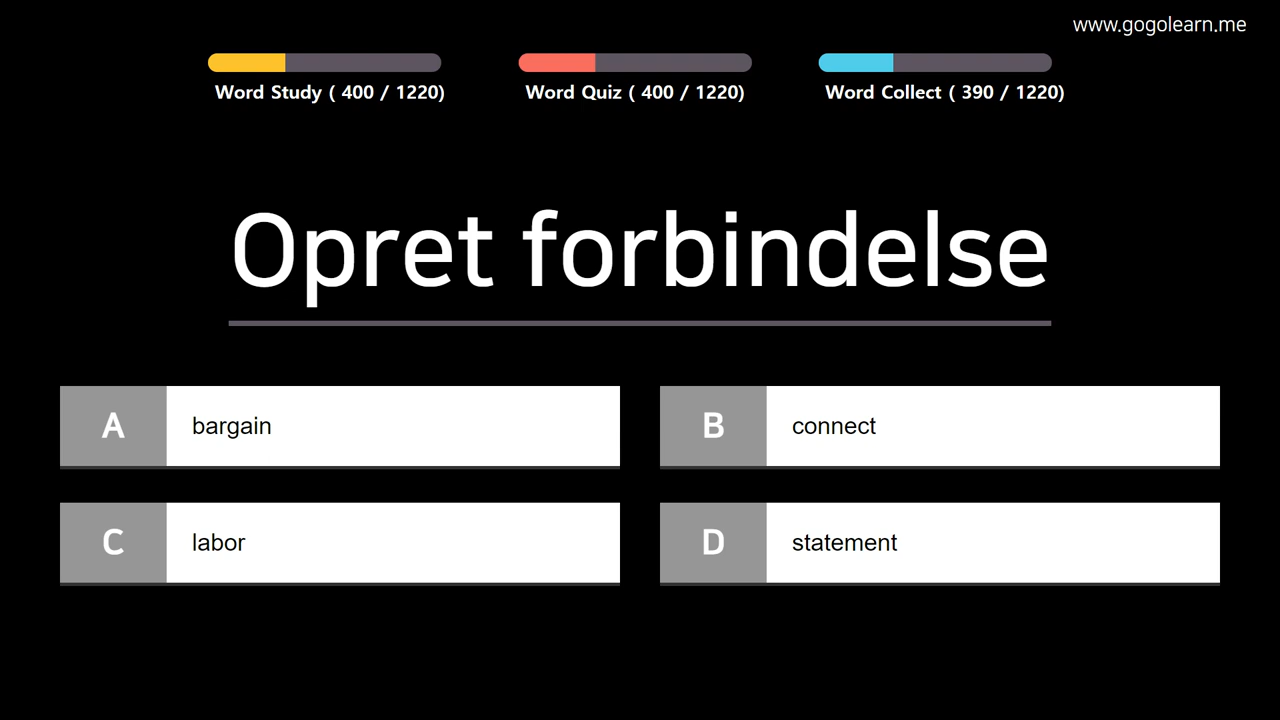 www.gogolearn.me
Word Study ( 400 / 1220)
Word Quiz ( 400 / 1220)
Word Collect ( 390 / 1220)
Opret forbindelse
A bargain
B connect
C labor
D statement